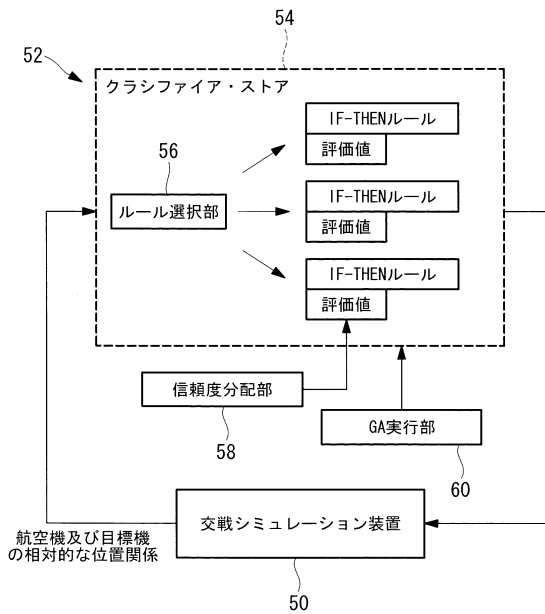 54
52
クラシファイア・ストア
IF-THENルール
評価値
56
ルール選択部
IF-THENルール
評価値
IF-THENルール
評価値
信頼度分配部
58
GA実行部
60
交戦シミュレーション装置
航空機及び目標機
の相対的な位置関係
50